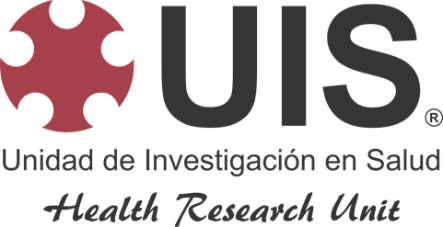 UIS®
Unidad de Investigación en Salud
Health Research Unit